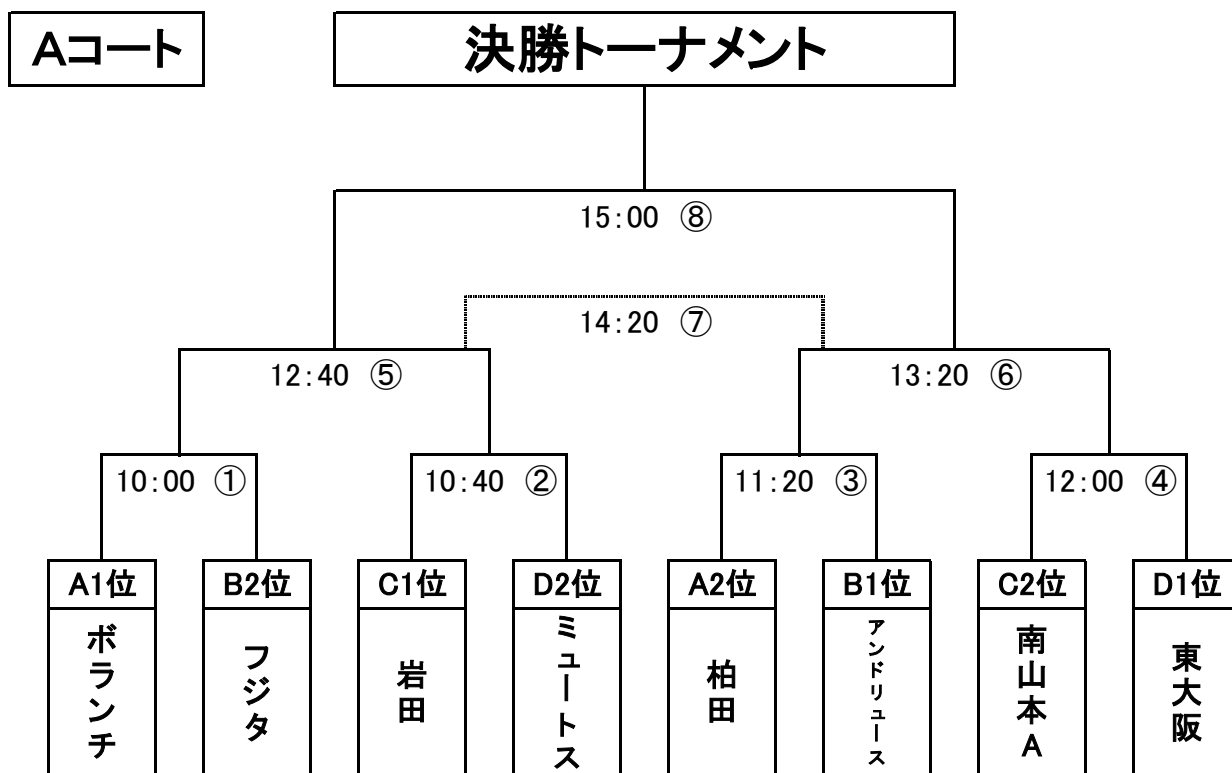 Aコート
決勝トーナメント
15:00 ⑧
14:20 ⑦
12:40 ⑤
13:20 ⑥
10:00 ①
10:40 ②
11:20 ③
12:00 ④
A1位
B2位
C1位
D2位
A2位
B1位
C2位
D1位
ボランチ
フジタ
岩田
ミュートス
柏田
アンドリュース
南山本A
東大阪